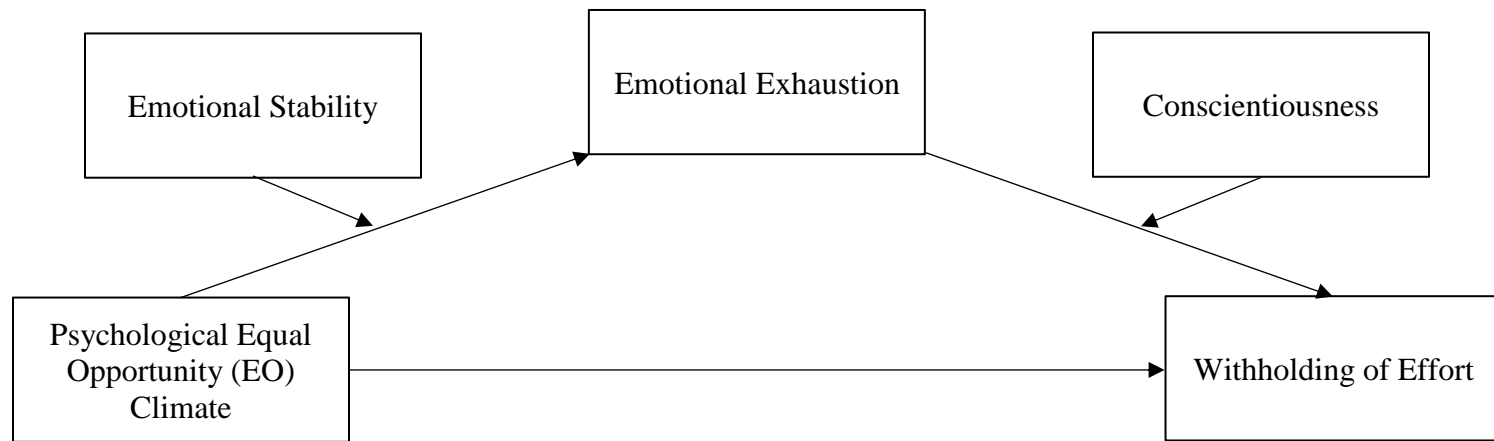 Emotional Stability
Emotional Exhaustion
Conscientiousness
Psychological Equal
Opportunity (EO)
Climate
Withholding of Effort